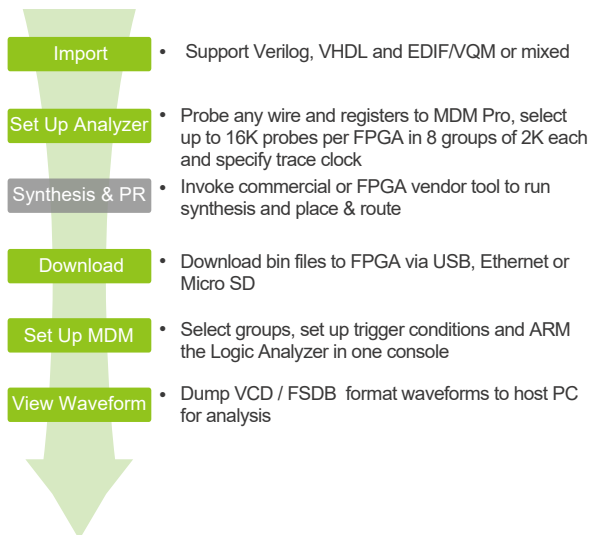 Import
• Support Verilog, VHDL and EDIF/VQM or mixed
Set Up Analyzer
• Probe any wire and registers to MDM Pro, select
up to 16K probes per FPGA in 8 groups of 2K each
and specify trace clock
Synthesis & PR
• Invoke commercial or FPGA vendor tool to run
synthesis and place & route
Download
• Download bin files to FPGA via USB, Ethernet or
Micro SD
Set Up MDM
• Select groups, set up trigger conditions and ARM
the Logic Analyzer in one console
View Waveform
• Dump VCD / FSDB format waveforms to host PC
for analysis